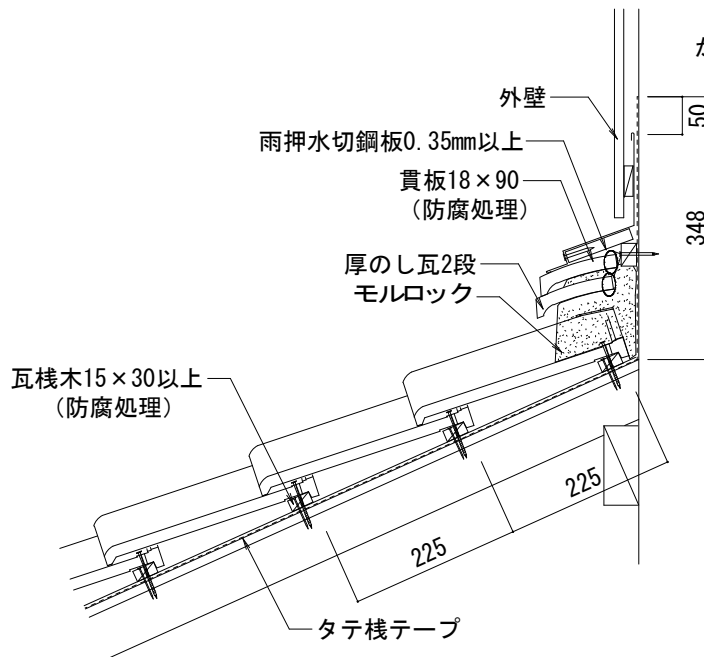 外壁
50
雨押水切鋼板0.35mm以上
貫板18×90
（防腐処理）
348
厚のし瓦2段
モルロック
瓦桟木15×30以上
（防腐処理）
225
225
タテ桟テープ